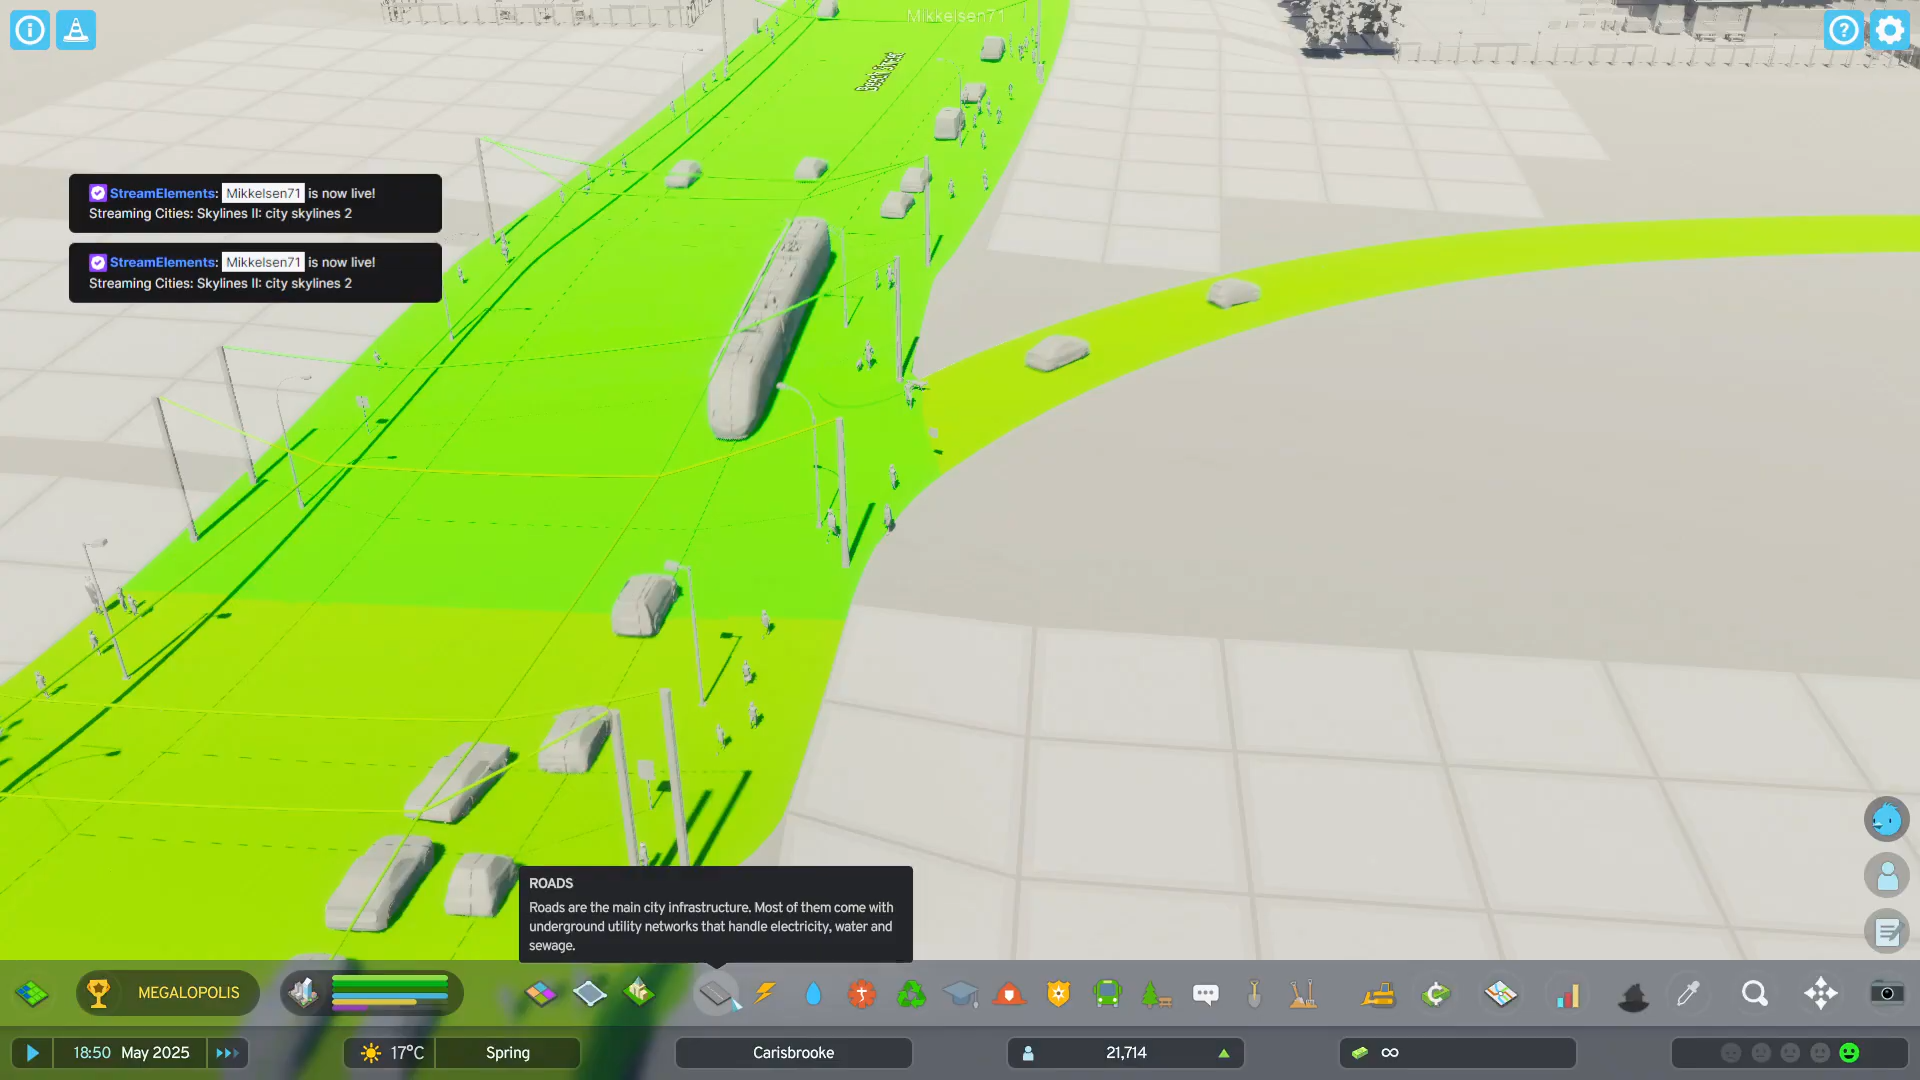 Mikkelsen71
StreamElements: Mikkelsen71 is now live!
Streaming Cities: Skylines II: city skylines 2
StreamElements: Mikkelsen71 is now live!
Streaming Cities: Skylines II: city skylines 2
ROADS
Roads are the main city infrastructure. Most of them come with
underground utility networks that handle electricity, water and
sewage.
MEGALOPOLIS
18:50 May 2025
17°C
Spring
Carisbrooke
21,714
∞